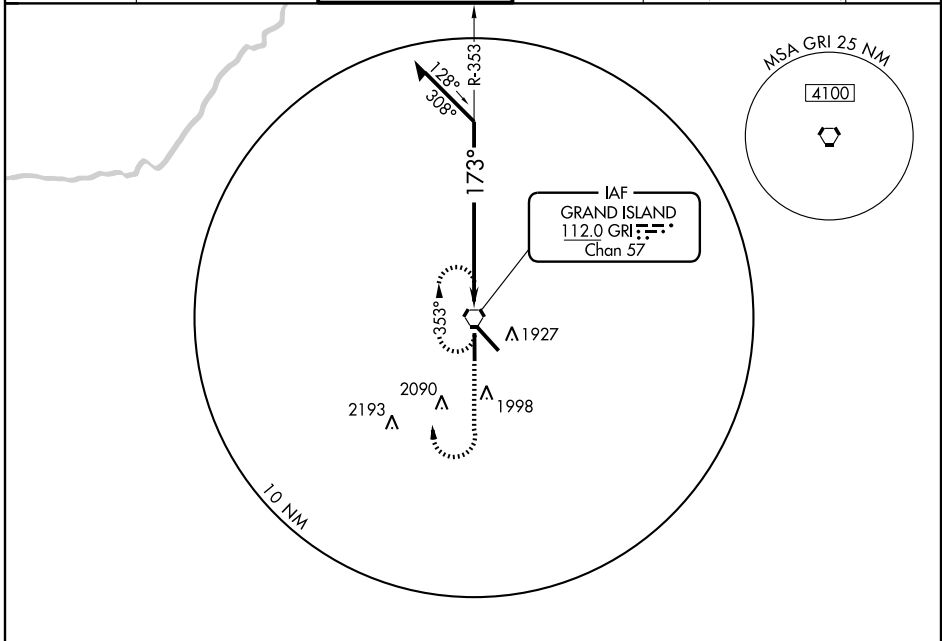 R-353
MSA GRI 25 NM
4100
128°
308°
173°
IAF
GRAND ISLAND
112.0 GRI
Chan 57
353°
1927
2090
1998
2193
10 NM